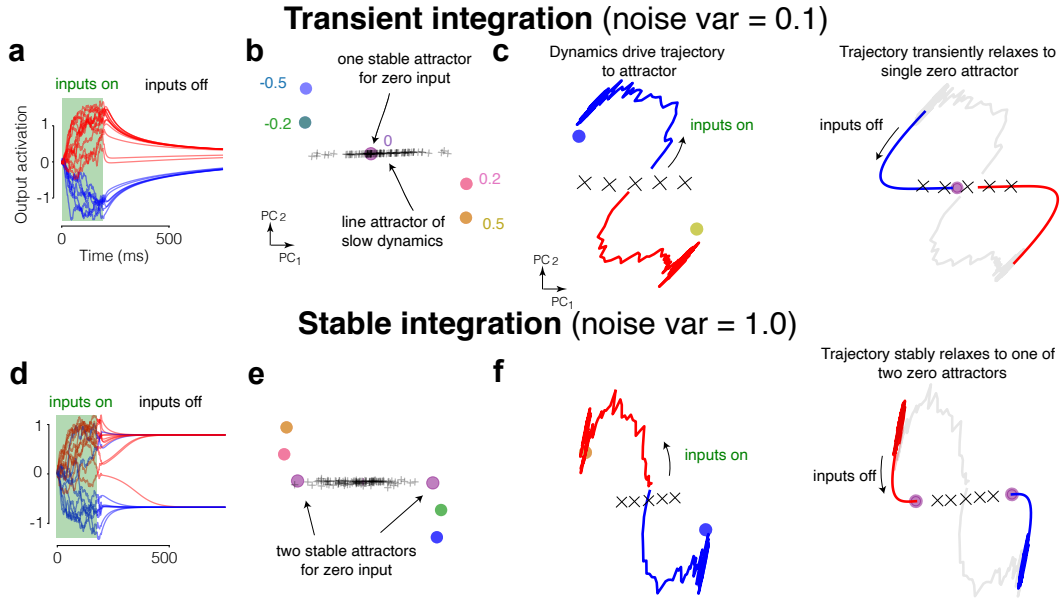 Transient integration (noise var = 0.1)
a
inputs on
inputs off
Output activation
1
0
-1
0
500
Time (ms)
b
one stable attractor
for zero input
-0.5
-0.2
0
0.2
0.5
line attractor of
slow dynamics
PC 2
PC1
c
Dynamics drive trajectory
to attractor
inputs on
PC 2
PC1
Trajectory transiently relaxes to
single zero attractor
inputs off
Stable integration (noise var = 1.0)
d
inputs on
inputs off
1
0
-1
0
500
e
two stable attractors
for zero input
f
inputs on
Trajectory stably relaxes to one of
two zero attractors
inputs off